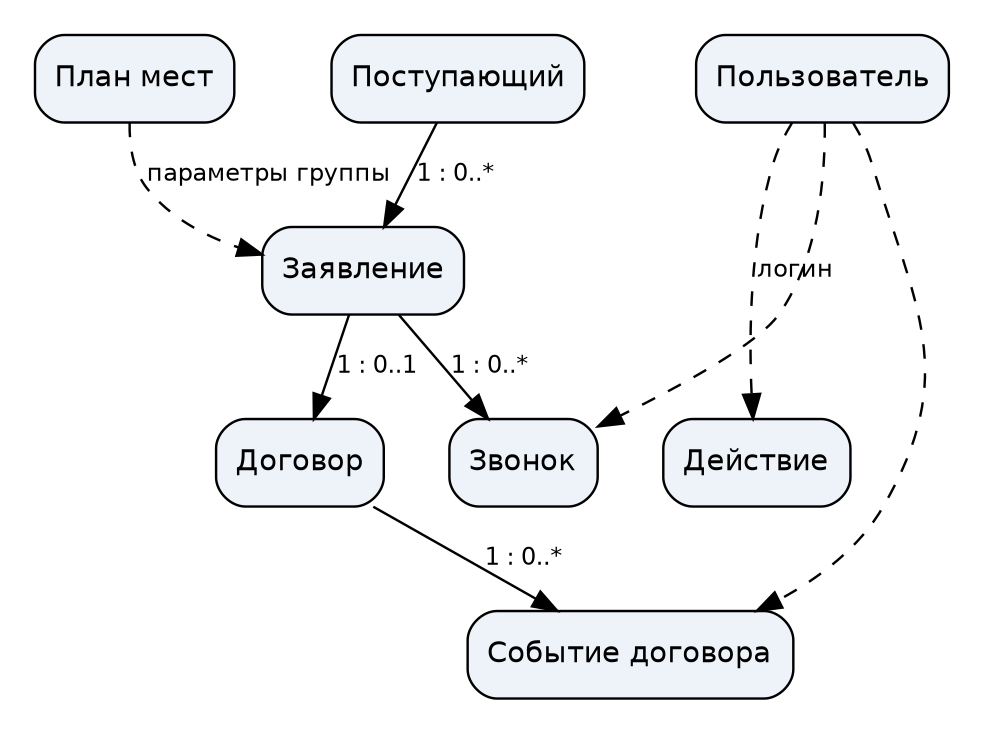 План мест
Поступающий
Пользователь
параметры группы
1 : 0..*
Заявление
логин
1 : 0..1
1 : 0..*
Договор
Звонок
Действие
1 : 0..*
Событие договора